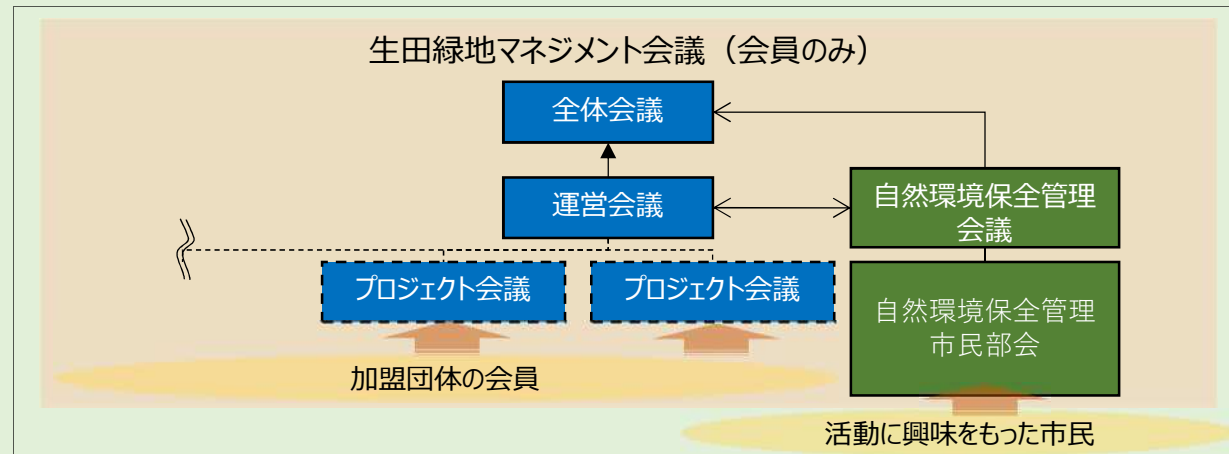 生田緑地マネジメント会議（会員のみ）
全体会議
運営会議
自然環境保全管理
会議
プロジェクト会議
プロジェクト会議
自然環境保全管理
市民部会
加盟団体の会員
活動に興味をもった市民